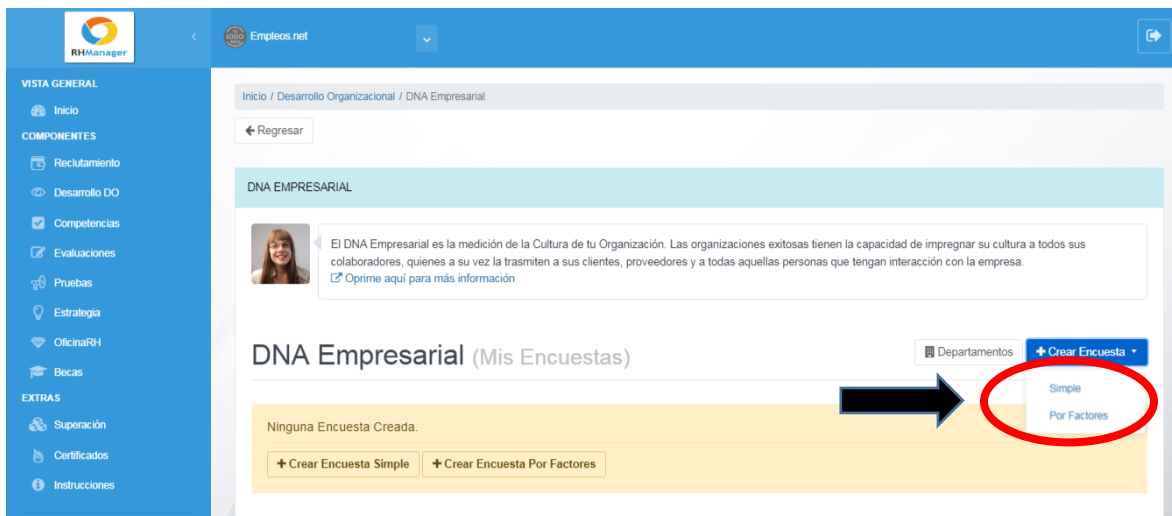 RHManager
Empleos.net
VISTA GENERAL
Inicio
COMPONENTES
Reclutamiento
Desarrollo DO
Competencias
Evaluaciones
Pruebas
Estrategia
OficinaRH
Becas
EXTRAS
Superación
Certificados
Instrucciones
Inicio / Desarrollo Organizacional / DNA Empresarial
Regresar
DNA EMPRESARIAL
El DNA Empresarial es la medición de la Cultura de tu Organización. Las organizaciones exitosas tienen la capacidad de impregnar su cultura a todos sus
colaboradores, quienes a su vez la trasmiten a sus clientes, proveedores y a todas aquellas personas que tengan interacción con la empresa.
Oprime aquí para más información
DNA Empresarial (Mis Encuestas)
Departamentos
+ Crear Encuesta
Simple
Por Factores
Ninguna Encuesta Creada.
+ Crear Encuesta Simple
+ Crear Encuesta Por Factores